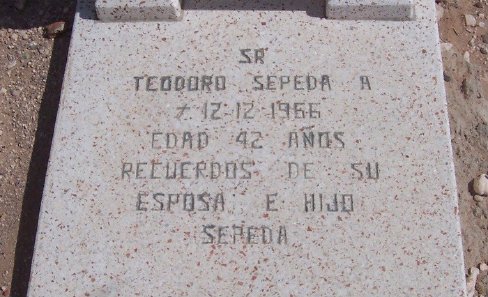 SR
TEODORO SEPEDA A
/ 12 12 1966
EDAD 42 AÑOS
RECUERDOS DE SU
ESPOSA E HIJO
SEPEDA